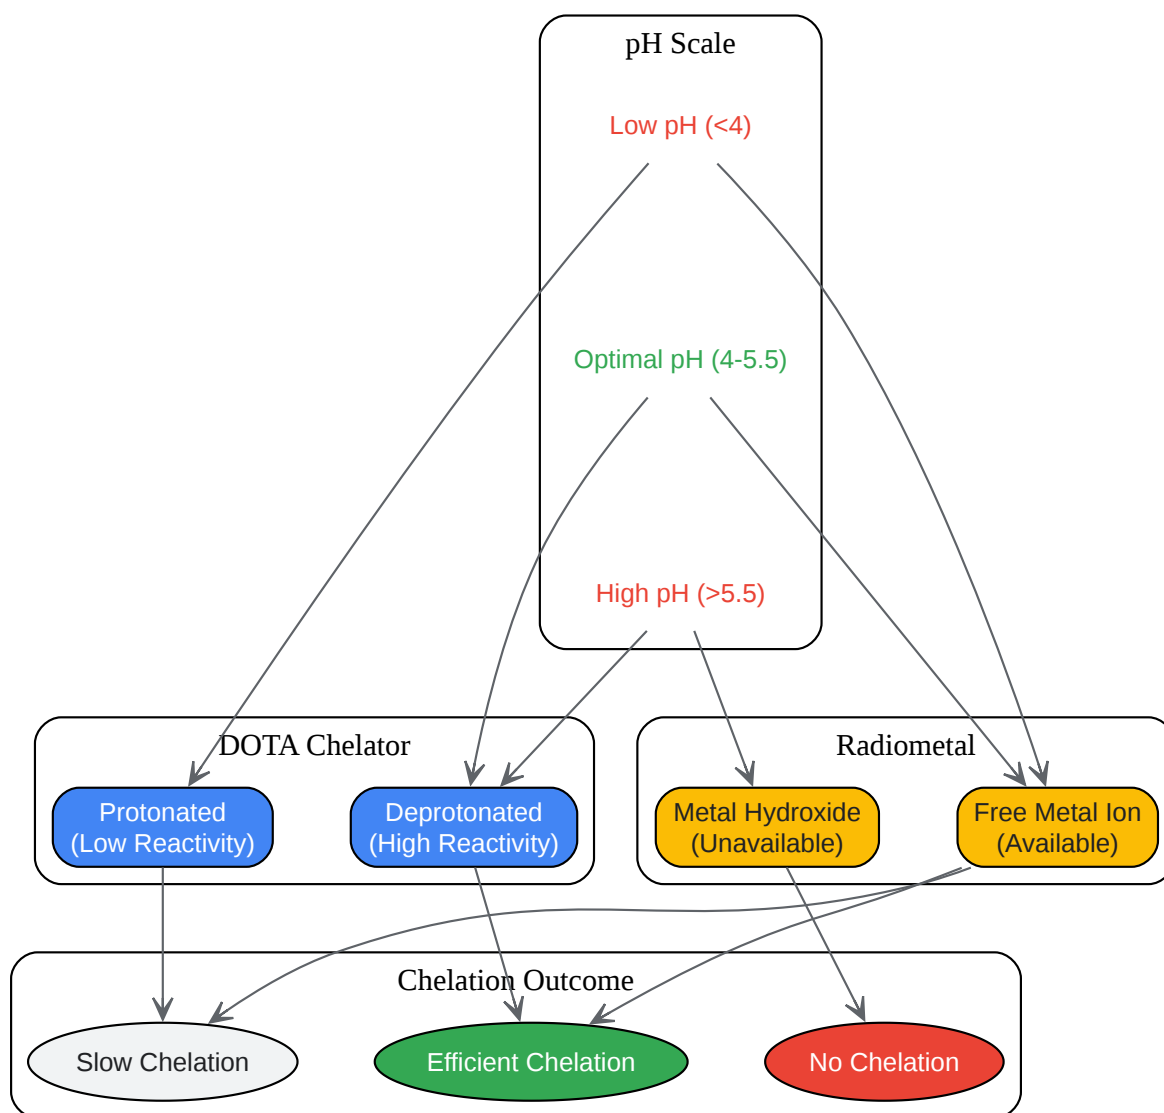 pH Scale
Low pH (<4)
Optimal pH (4-5.5)
High pH (>5.5)
DOTA Chelator
Radiometal
Protonated
(Low Reactivity)
Deprotonated
(High Reactivity)
Metal Hydroxide
(Unavailable)
Free Metal Ion
(Available)
Chelation Outcome
Slow Chelation
Efficient Chelation
No Chelation